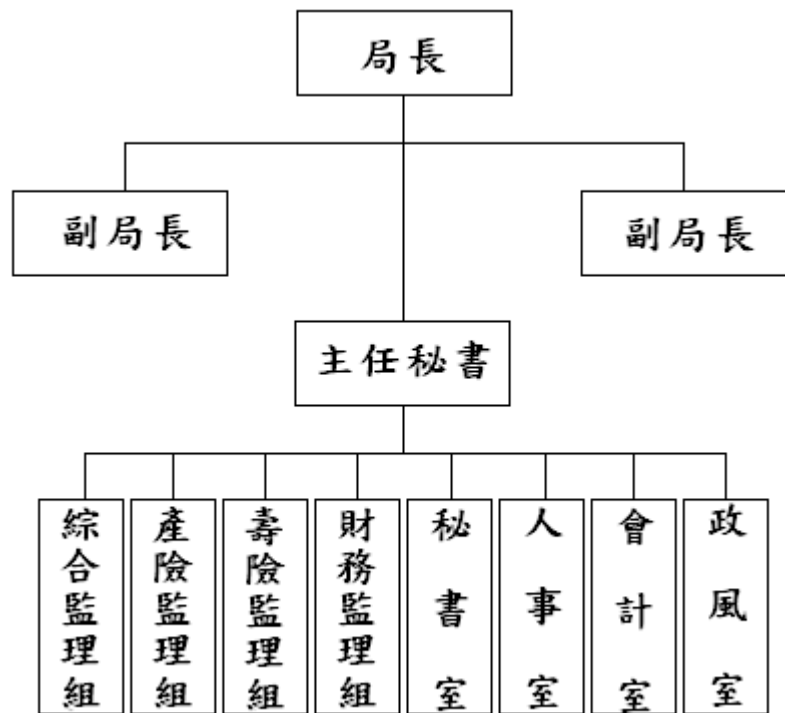 局長
副局長
副局長
主任秘書
綜合監理組
產險監理組
壽險監理組
財務監理組
秘書室
人事室
會計室
政風室